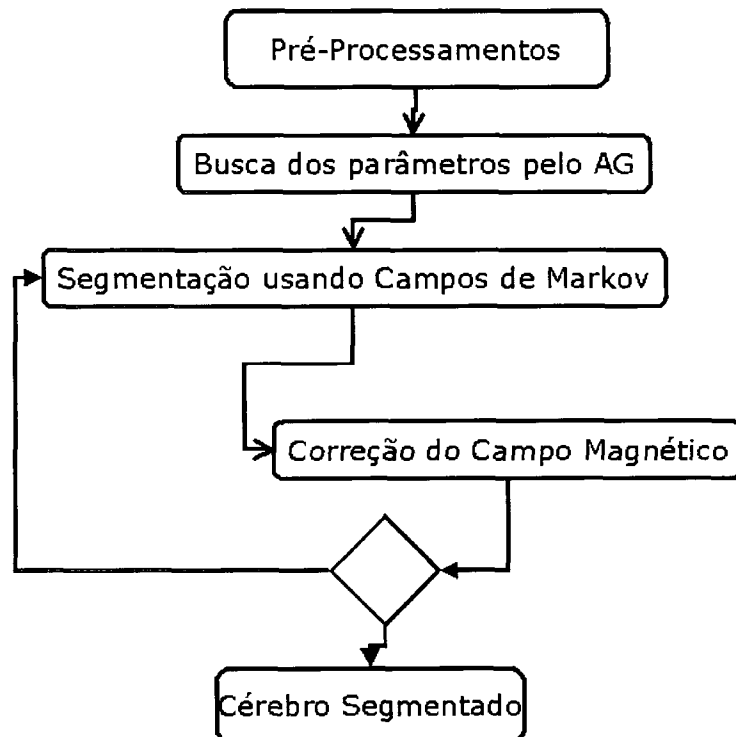 Pré-Processamentos
Busca dos parâmetros pelo AG
Segmentação usando Campos de Markov
Correção do Campo Magnético
Cérebro Segmentado